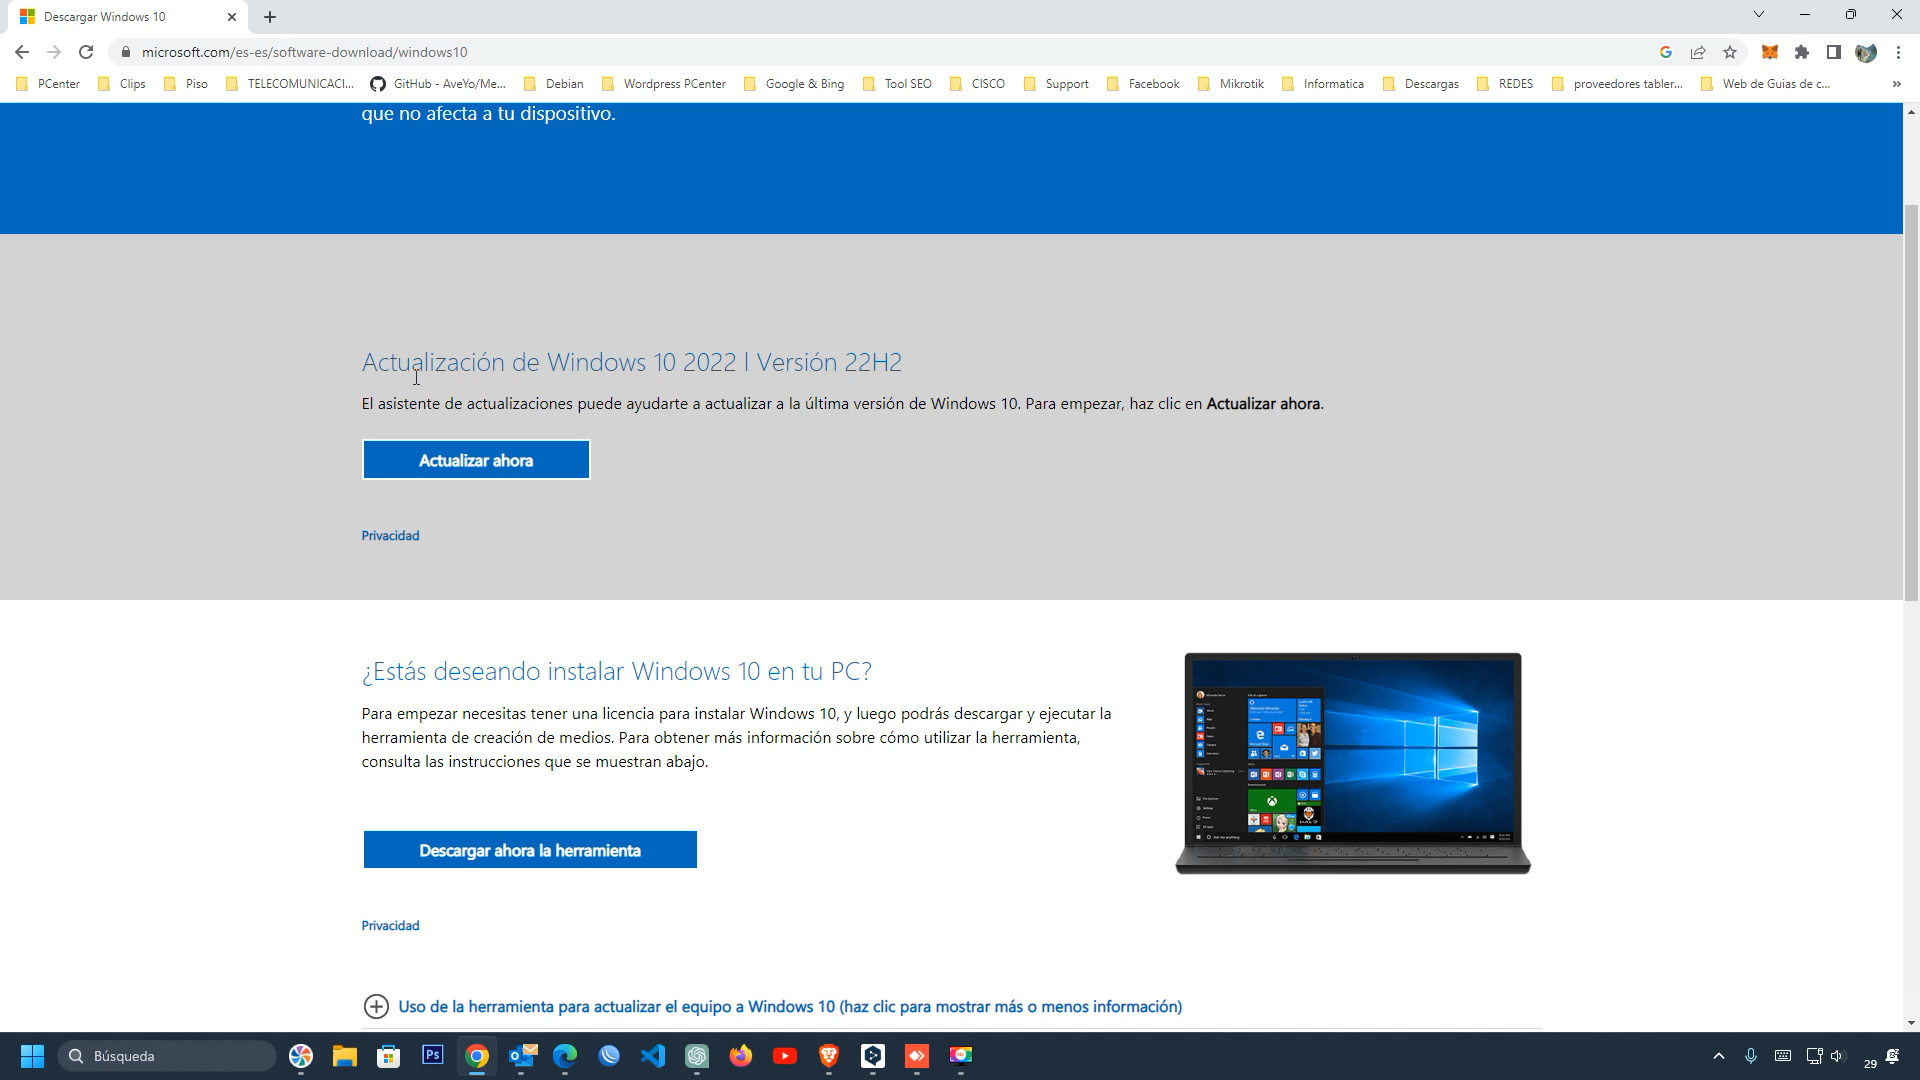 Descargar Windows 10
microsoft.com/es-es/software-download/windows10
PCenter
Clips
Piso
TELECOMUNICACI...
GitHub - AveYo/Me...
Debian
Wordpress PCenter
Google & Bing
Tool SEO
CISCO
Support
Facebook
Mikrotik
Informatica
Descargas
REDES
proveedores tabler...
Web de Guias de c...
»
que no afecta a tu dispositivo.
Actualización de Windows 10 2022 l Versión 22H2
El asistente de actualizaciones puede ayudarte a actualizar a la última versión de Windows 10. Para empezar, haz clic en Actualizar ahora.
Actualizar ahora
Privacidad
¿Estás deseando instalar Windows 10 en tu PC?
Para empezar necesitas tener una licencia para instalar Windows 10, y luego podrás descargar y ejecutar la
herramienta de creación de medios. Para obtener más información sobre cómo utilizar la herramienta,
consulta las instrucciones que se muestran abajo.
Descargar ahora la herramienta
Privacidad
Uso de la herramienta para actualizar el equipo a Windows 10 (haz clic para mostrar más o menos información)
Búsqueda
Ps
29